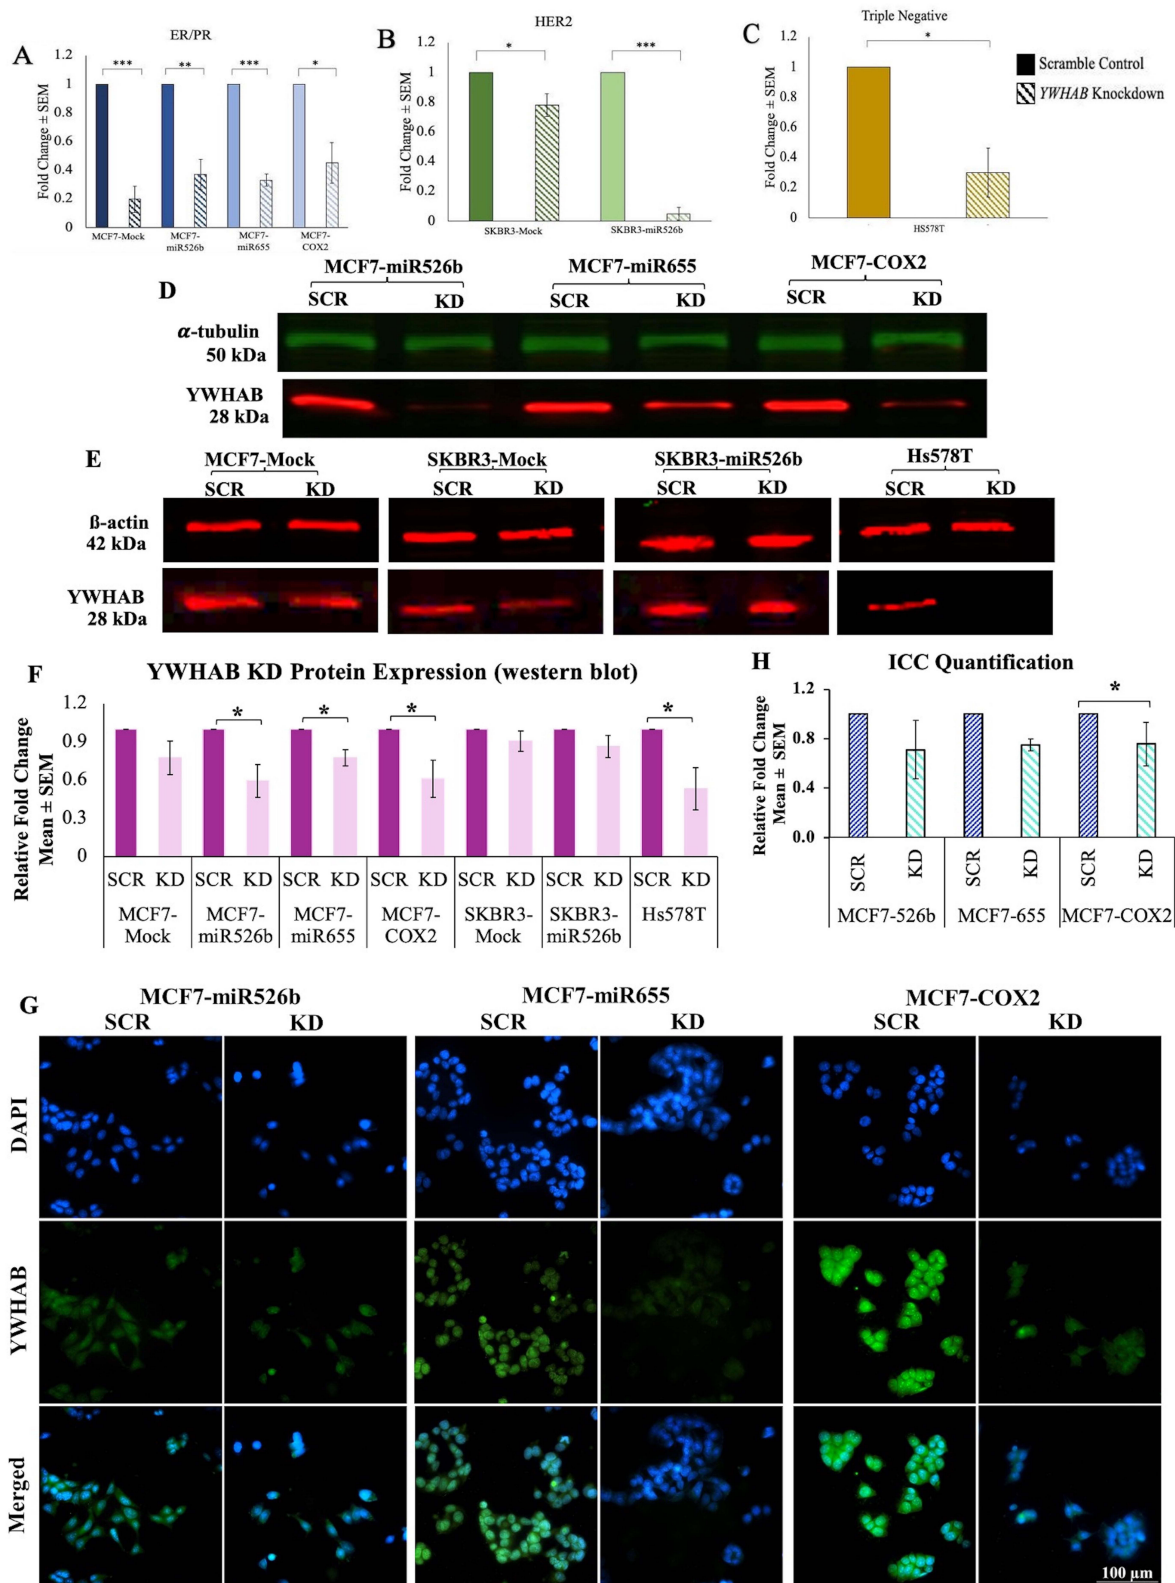 A
ER/PR
Fold Change ± SEM
1.2
1
0.8
0.6
0.4
0.2
0
***
**
***
*
MCF7-Mock
MCF7-
miR526b
MCF7-
miR655
MCF7-
COX2
B
HER2
Fold Change ± SEM
1.2
1
0.8
0.6
0.4
0.2
0
*
***
SKBR3-Mock
SKBR3-miR526b
C
Triple Negative
Fold Change ± SEM
1.2
1
0.8
0.6
0.4
0.2
0
*
HS578T
Scramble Control
YWHAB Knockdown
D
MCF7-miR526b
MCF7-miR655
MCF7-COX2
SCR KD SCR KD SCR KD
α-tubulin
50 kDa
YWHAB
28 kDa
E
MCF7-Mock
SKBR3-Mock
SKBR3-miR526b
Hs578T
SCR KD SCR KD SCR KD SCR KD
ß-actin
42 kDa
YWHAB
28 kDa
F
YWHAB KD Protein Expression (western blot)
Relative Fold Change
Mean ± SEM
1.2
0.9
0.6
0.3
0
* * * *
SCR KD SCR KD SCR KD SCR KD SCR KD SCR KD SCR KD
MCF7-
Mock
MCF7-
miR526b
MCF7-
miR655
MCF7-
COX2
SKBR3-
Mock
SKBR3-
miR526b
Hs578T
H
ICC Quantification
Relative Fold Change
Mean ± SEM
1.2
0.8
0.4
0.0
*
SCR KD SCR KD SCR KD
MCF7-526b
MCF7-655
MCF7-COX2
G
MCF7-miR526b
MCF7-miR655
MCF7-COX2
SCR KD SCR KD SCR KD
DAPI
YWHAB
Merged
100 µm